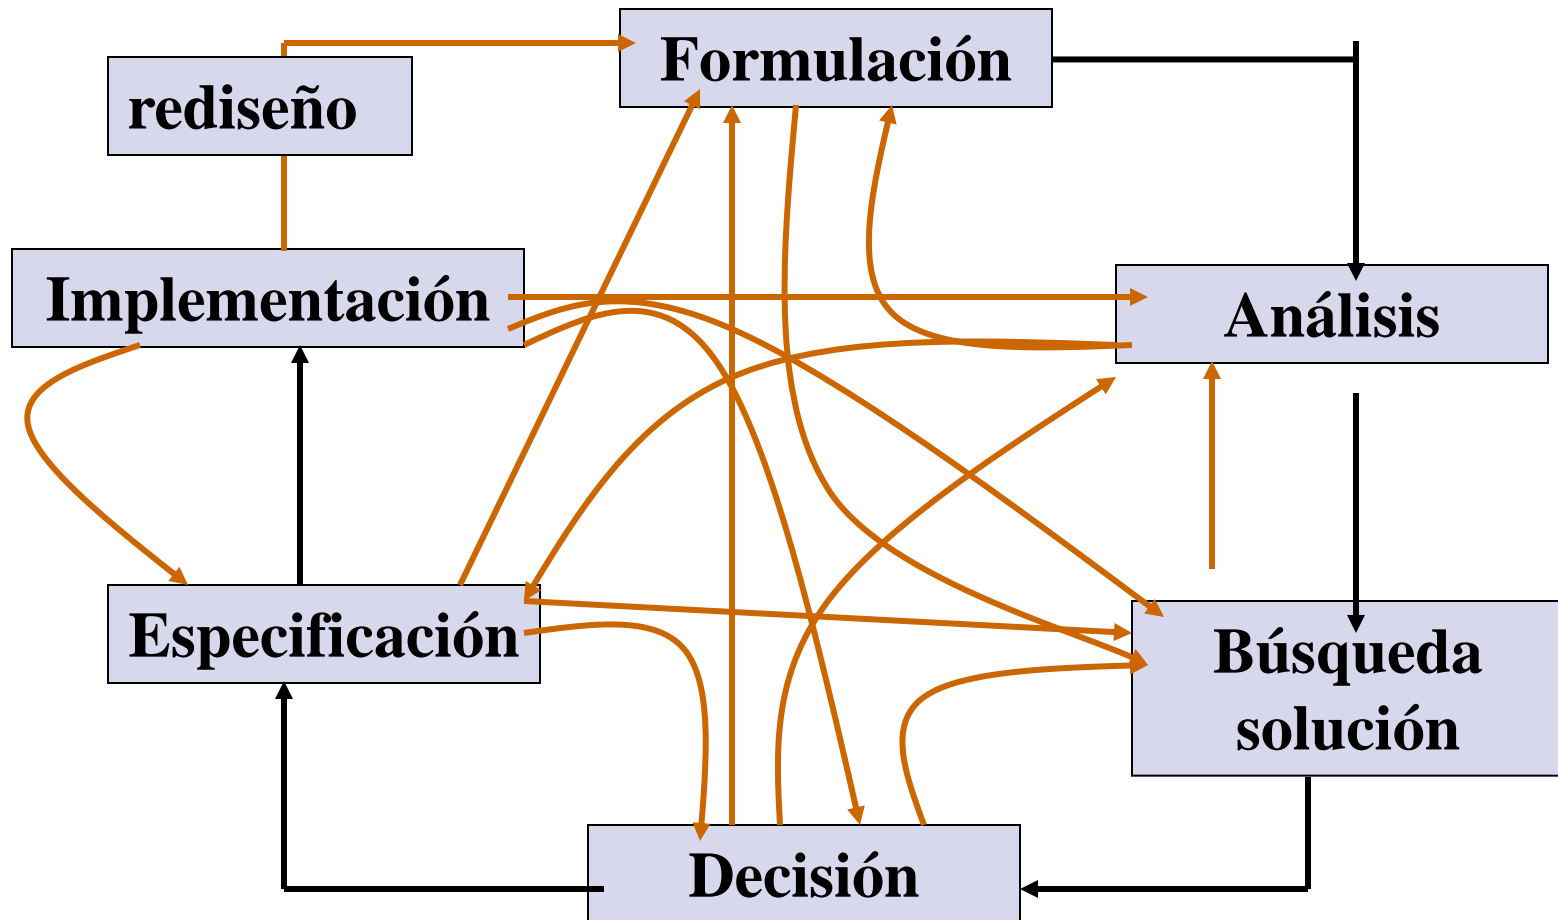 Formulación
rediseño
Implementación
Análisis
Especificación
Búsqueda
solución
Decisión